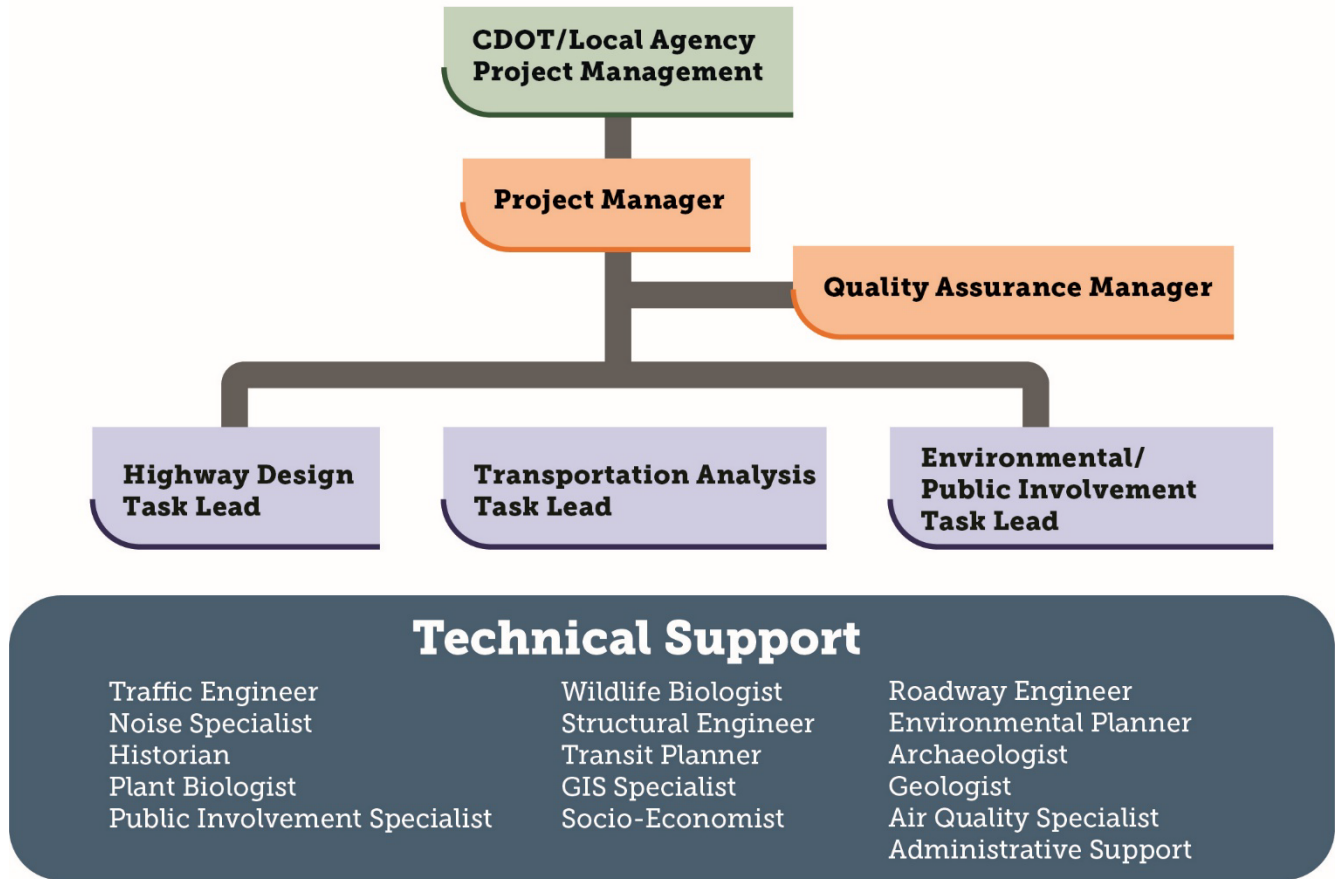 CDOT/Local Agency
Project Management
Project Manager
Quality Assurance Manager
Highway Design
Task Lead
Transportation Analysis
Task Lead
Environmental/
Public Involvement
Task Lead
Technical Support
Traffic Engineer
Noise Specialist
Historian
Plant Biologist
Public Involvement Specialist
Wildlife Biologist
Structural Engineer
Transit Planner
GIS Specialist
Socio-Economist
Roadway Engineer
Environmental Planner
Archaeologist
Geologist
Air Quality Specialist
Administrative Support